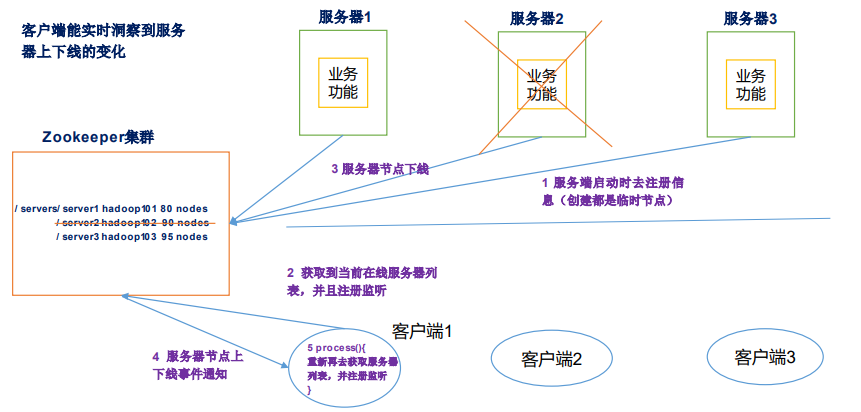 客户端能实时洞察到服务
器上下线的变化
服务器1
服务器2
服务器3
业务
功能
业务
功能
业务
功能
Zookeeper集群
/ servers/ server1 hadoop101 80 nodes
/ server2 hadoop102 90 nodes
/ server3 hadoop103 95 nodes
3 服务器节点下线
1 服务端启动时去注册信
息（创建都是临时节点）
2 获取到当前在线服务器列
表，并且注册监听
4 服务器节点上
下线事件通知
客户端1
5 process(){
重新再去获取服务器
列表，并注册监听
}
客户端2
客户端3